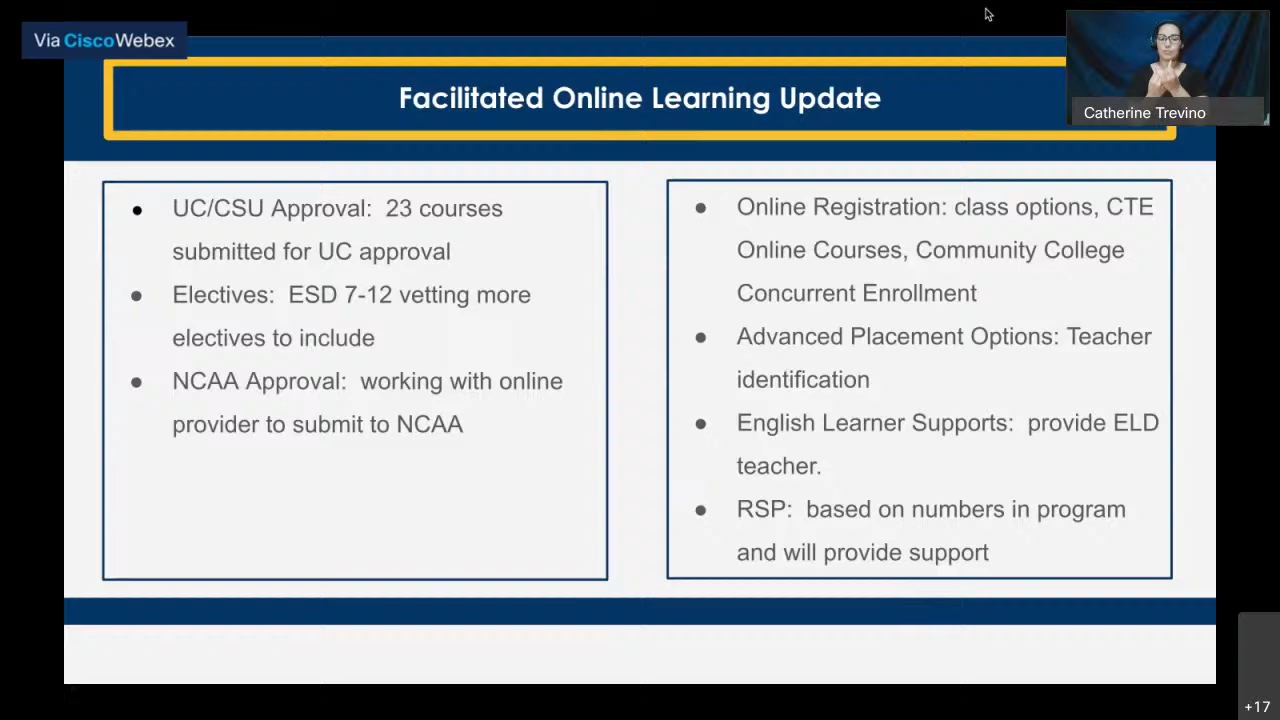 Via Cisco Webex
Facilitated Online Learning Update
Catherine Trevino
● UC/CSU Approval: 23 courses
submitted for UC approval
● Electives: ESD 7-12 vetting more
electives to include
● NCAA Approval: working with online
provider to submit to NCAA
● Online Registration: class options, CTE
Online Courses, Community College
Concurrent Enrollment
● Advanced Placement Options: Teacher
identification
● English Learner Supports: provide ELD
teacher.
● RSP: based on numbers in program
and will provide support
+17